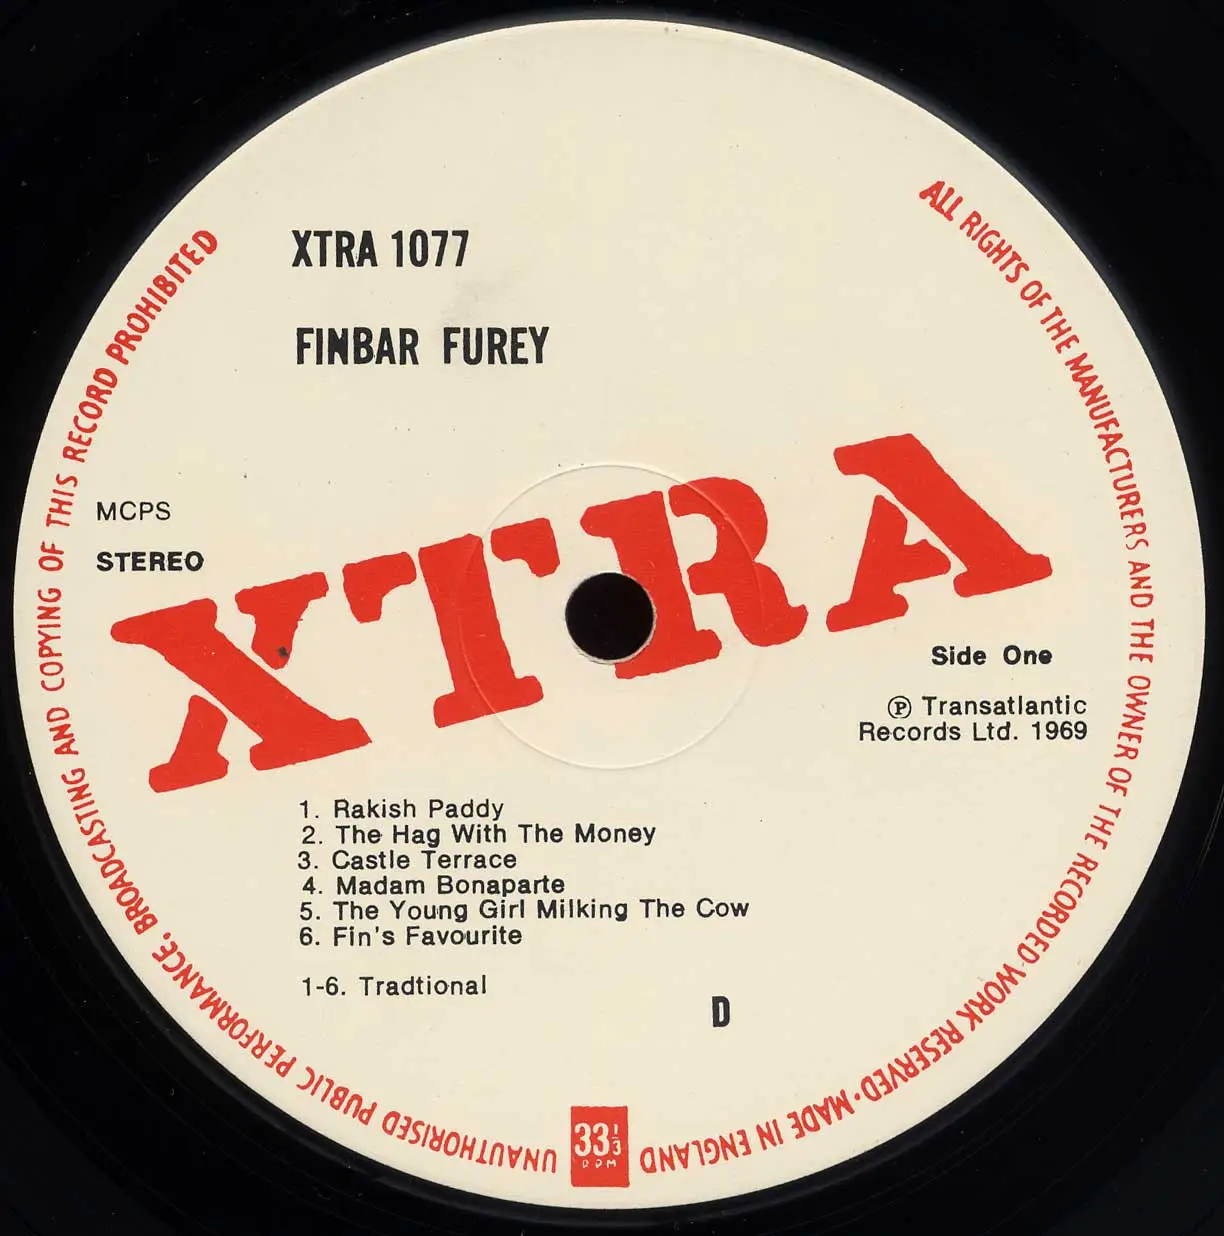 XTRA 1077
FINBAR FUREY
MCPS
STEREO
XTRA
Side One
℗ Transatlantic
Records Ltd. 1969
1. Rakish Paddy
2. The Hag With The Money
3. Castle Terrace
4. Madam Bonaparte
5. The Young Girl Milking The Cow
6. Fin's Favourite
1-6. Tradtional
D
ALL RIGHTS OF THE MANUFACTURERS AND THE OWNER OF THE RECORDED WORK RESERVED · MADE IN ENGLAND
33⅓
RPM
UNAUTHORISED PUBLIC PERFORMANCE, BROADCASTING AND COPYING OF THIS RECORD PROHIBITED